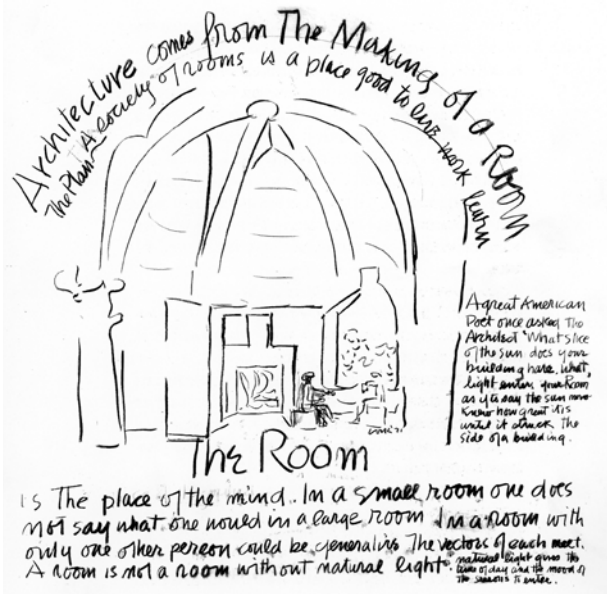 Architecture comes from The Making of a Room
The Plan A society of rooms is a place good to live work learn
A great American
Poet once asked The
Architect 'What slice
of the sun does your
building have. What
light enters your Room
as if to say the sun never
knew how great it is
until it struck the
side of a building.
The Room
is The place of the mind. In a small room one does
not say what one would in a large room In a room with
only one other person could be generative The vectors of each meet.
A room is not a room without natural light.
natural light gives the
time of day and the mood of
the seasons to enter.